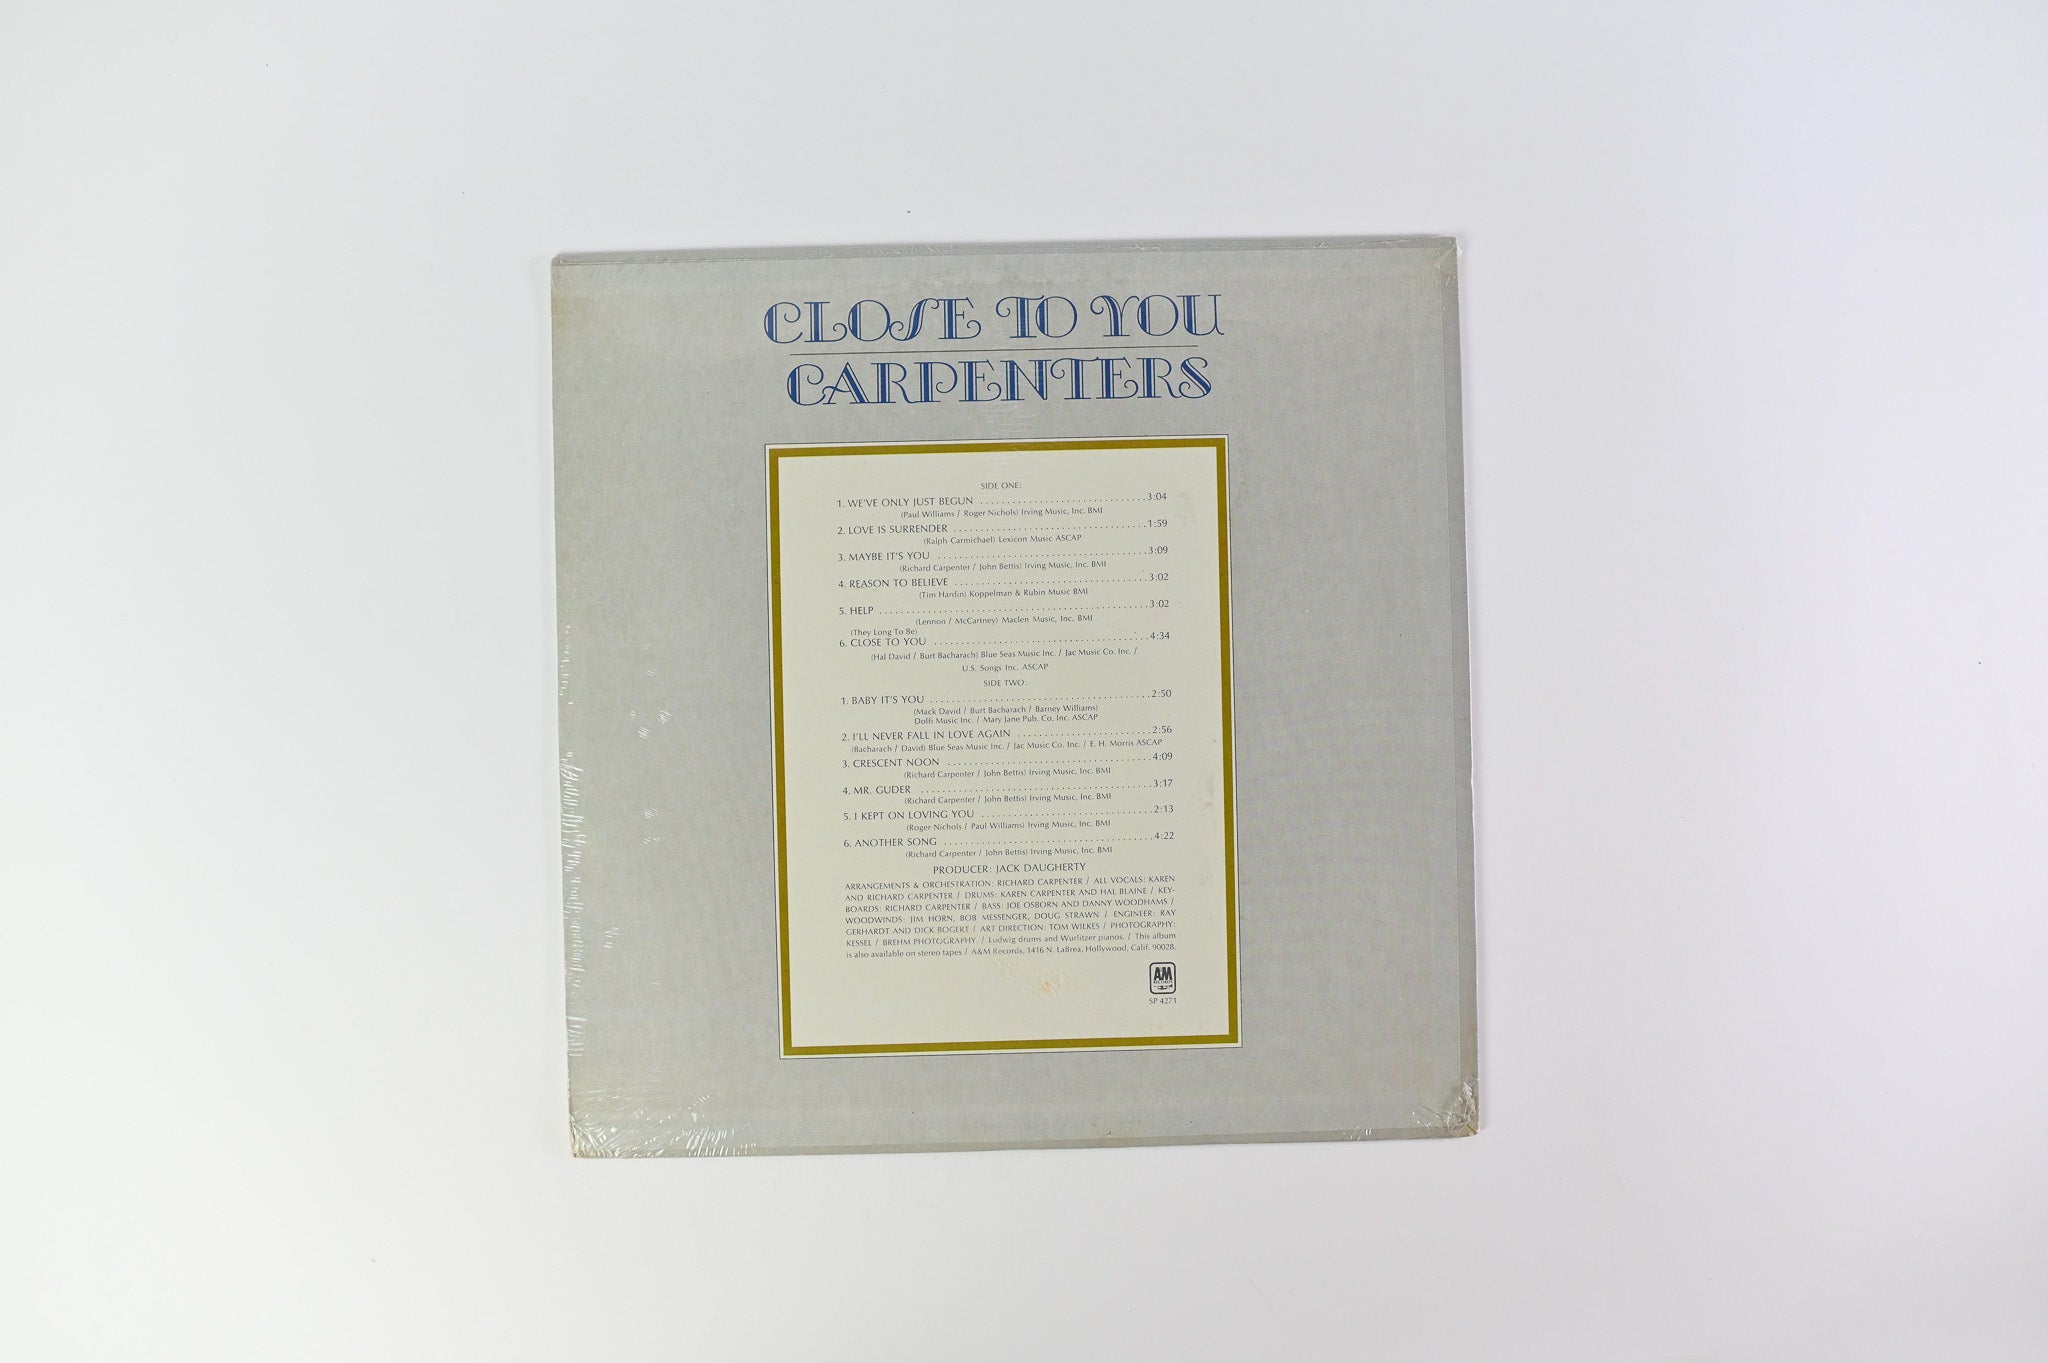 CLOSE TO YOU
CARPENTERS
SIDE ONE:
1. WE'VE ONLY JUST BEGUN ..............................3:04
(Paul Williams / Roger Nichols) Irving Music, Inc. BMI
2. LOVE IS SURRENDER ..................................1:59
(Ralph Carmichael) Lexicon Music ASCAP
3. MAYBE IT'S YOU .....................................3:09
(Richard Carpenter / John Bettis) Irving Music, Inc. BMI
4. REASON TO BELIEVE ..................................3:02
(Tim Hardin) Koppelman & Rubin Music BMI
5. HELP ...............................................3:02
(Lennon / McCartney) Maclen Music, Inc. BMI
(They Long To Be)
6. CLOSE TO YOU .......................................4:34
(Hal David / Burt Bacharach) Blue Seas Music Inc. / Jac Music Co. Inc. /
U.S. Songs Inc. ASCAP
SIDE TWO:
1. BABY IT'S YOU ......................................2:50
(Mack David / Burt Bacharach / Barney Williams)
Dolfi Music Inc. / Mary Jane Pub. Co. Inc. ASCAP
2. I'LL NEVER FALL IN LOVE AGAIN ........................2:56
(Bacharach / David) Blue Seas Music Inc. / Jac Music Co. Inc. / E. H. Morris ASCAP
3. CRESCENT NOON ......................................4:09
(Richard Carpenter / John Bettis) Irving Music, Inc. BMI
4. MR. GUDER ..........................................3:17
(Richard Carpenter / John Bettis) Irving Music, Inc. BMI
5. I KEPT ON LOVING YOU ...............................2:13
(Roger Nichols / Paul Williams) Irving Music, Inc. BMI
6. ANOTHER SONG .......................................4:22
(Richard Carpenter / John Bettis) Irving Music, Inc. BMI
PRODUCER: JACK DAUGHERTY
ARRANGEMENTS & ORCHESTRATION: RICHARD CARPENTER / ALL VOCALS: KAREN
AND RICHARD CARPENTER / DRUMS: KAREN CARPENTER AND HAL BLAINE / KEY-
BOARDS: RICHARD CARPENTER / BASS: JOE OSBORN AND DANNY WOODHAMS /
WOODWINDS: JIM HORN, BOB MESSENGER, DOUG STRAWN / ENGINEER: RAY
GERHARDT AND DICK BOGERT / ART DIRECTION: TOM WILKES / PHOTOGRAPHY:
KESSEL / BREHM PHOTOGRAPHY. / Ludwig drums and Wurlitzer pianos. / This album
is also available on stereo tapes / A&M Records, 1416 N. LaBrea, Hollywood, Calif. 90028.
A&M
RECORDS
SP 4271